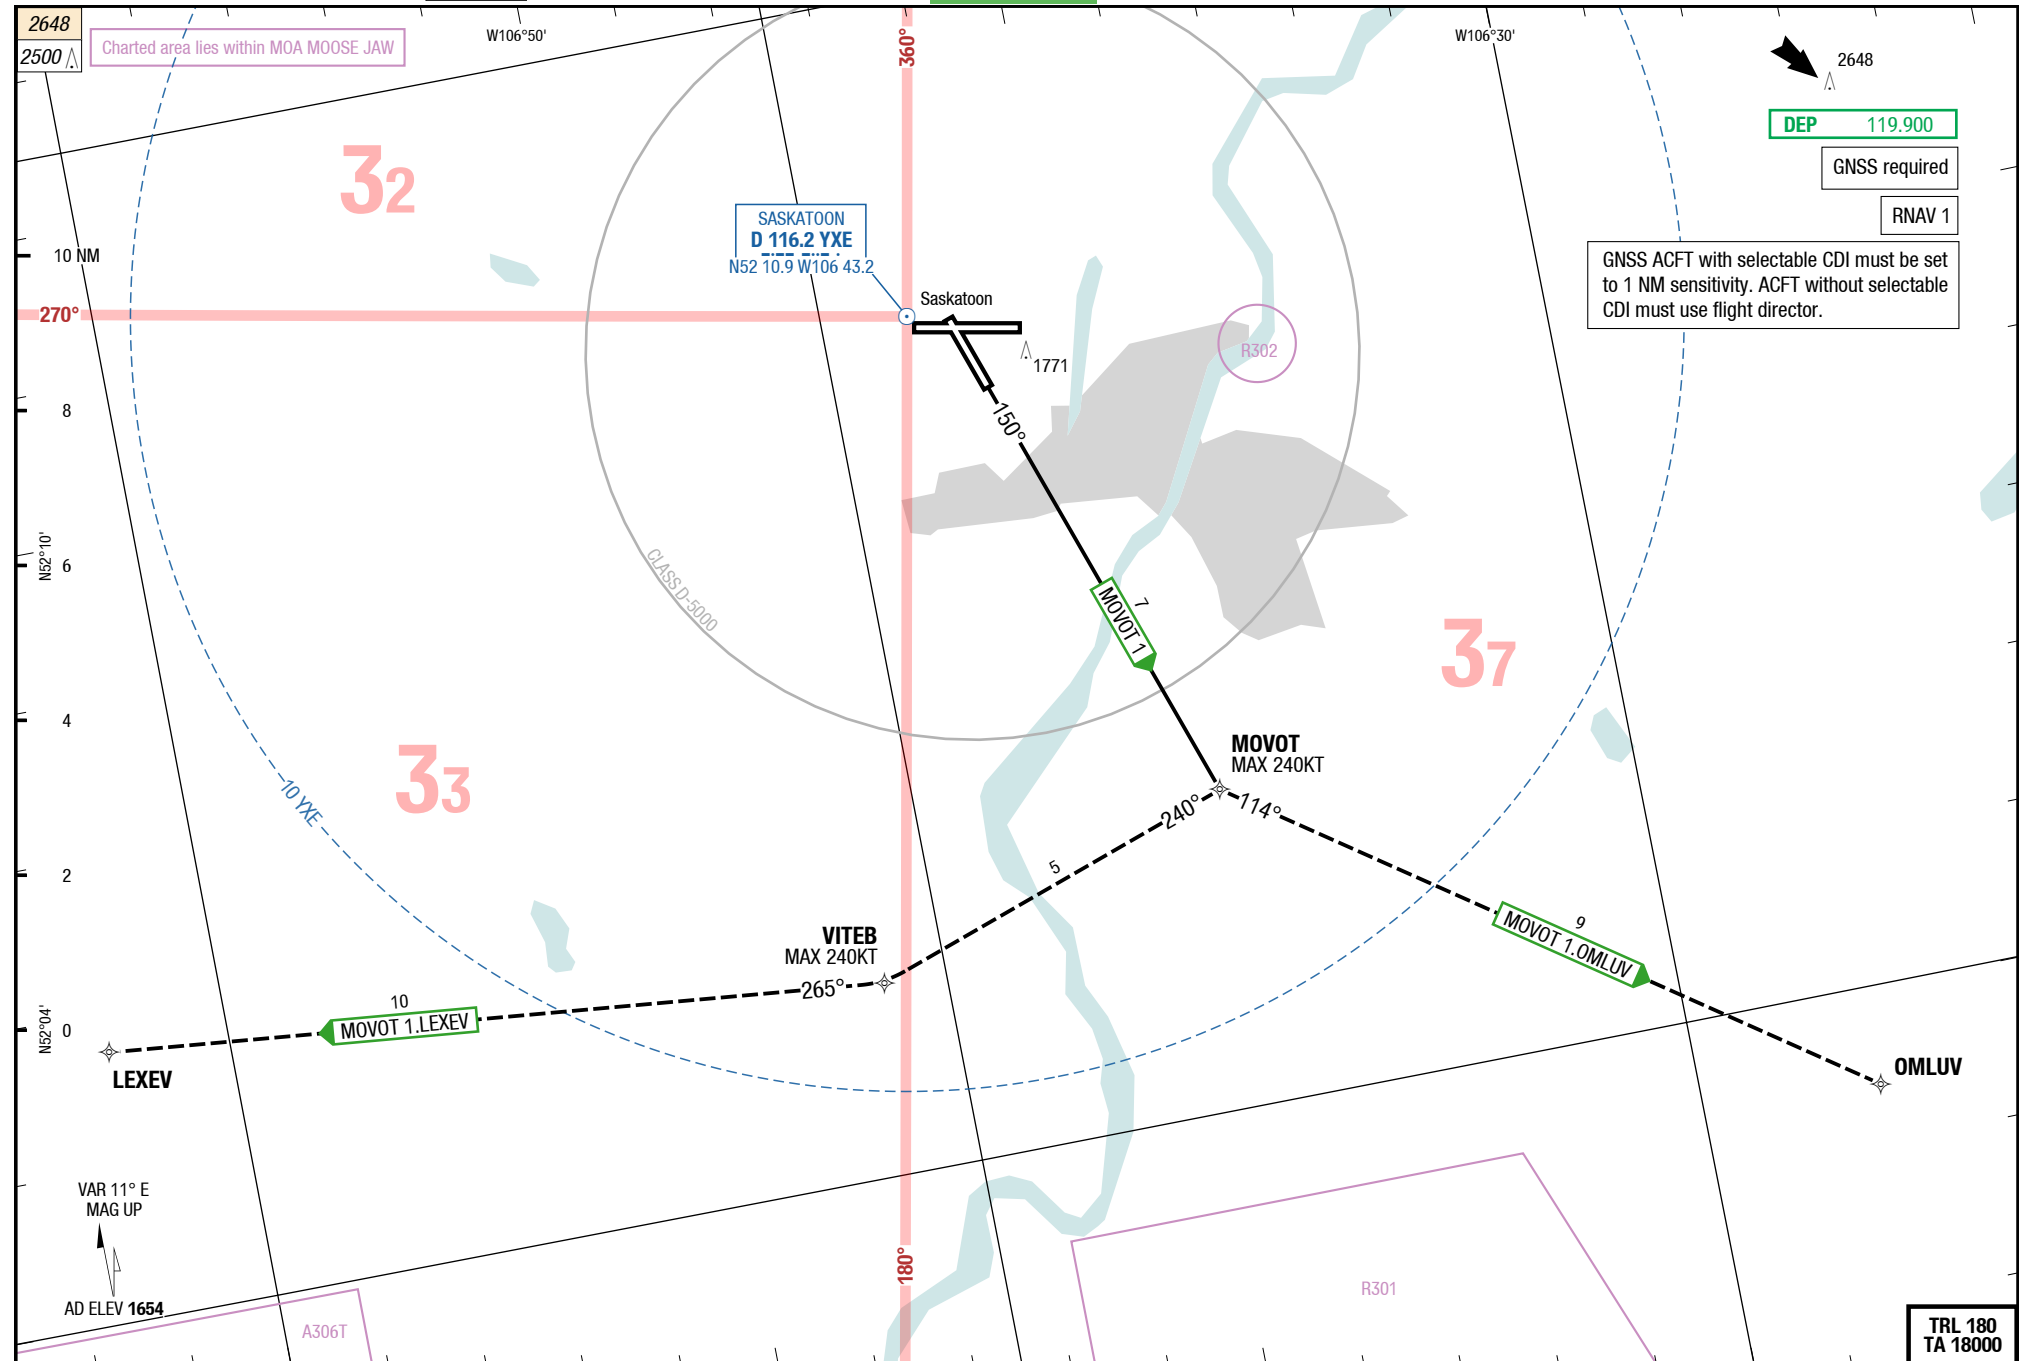 2648
2500
Charted area lies within MOA MOOSE JAW
W106°50'
360°
W106°30'
2648
DEP 119.900
GNSS required
RNAV 1
GNSS ACFT with selectable CDI must be set
to 1 NM sensitivity. ACFT without selectable
CDI must use flight director.
32
SASKATOON
D 116.2 YXE
N52 10.9 W106 43.2
10 NM
270°
Saskatoon
1771
R302
150°
8
N52°10'
6
CLASS D-5000
7
MOVOT 1
37
4
MOVOT
MAX 240KT
33
10 YXE
240°
114°
2
5
9
MOVOT 1.OMLUV
VITEB
MAX 240KT
265°
10
MOVOT 1.LEXEV
N52°04'
0
LEXEV
OMLUV
VAR 11° E
MAG UP
AD ELEV 1654
180°
A306T
R301
TRL 180
TA 18000